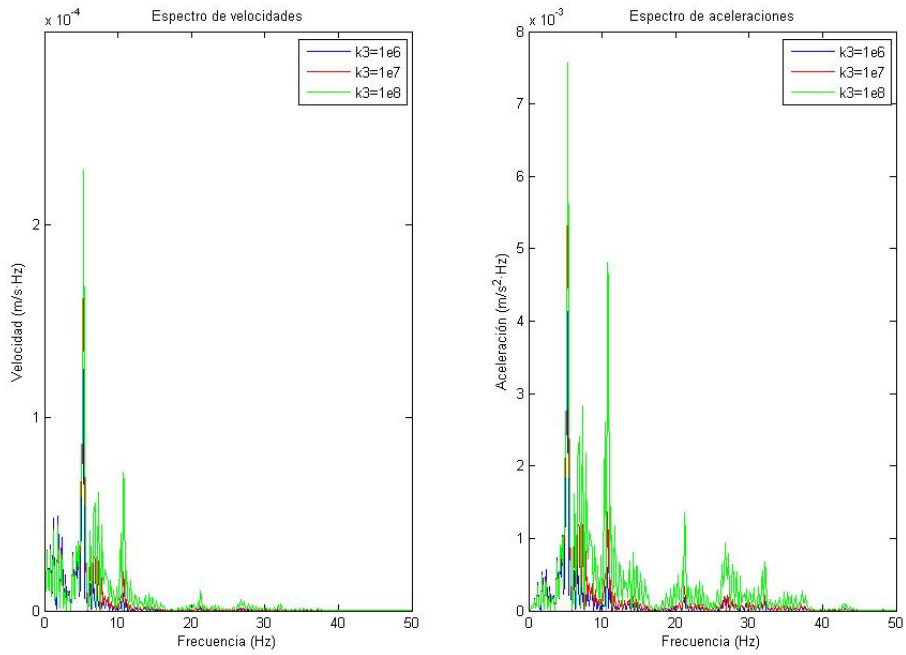 Espectro de velocidades
x 10⁻⁴
k3=1e6
k3=1e7
k3=1e8
2
1
0
0 10 20 30 40 50
Velocidad (m/s·Hz)
Frecuencia (Hz)
Espectro de aceleraciones
x 10⁻³
8
k3=1e6
k3=1e7
k3=1e8
7
6
5
4
3
2
1
0
0 10 20 30 40 50
Aceleración (m/s²·Hz)
Frecuencia (Hz)